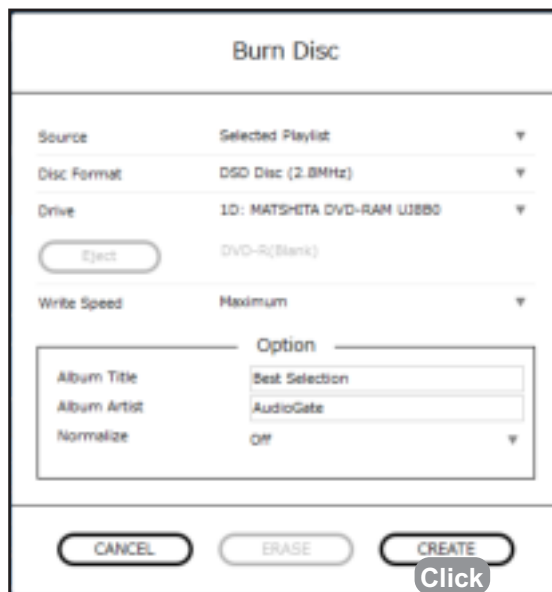 Burn Disc
Source Selected Playlist ▼
Disc Format DSD Disc (2.8MHz) ▼
Drive 1D: MATSHITA DVD-RAM UJ8B0 ▼
Eject DVD-R(Blank)
Write Speed Maximum ▼
Option
Album Title Best Selection
Album Artist AudioGate
Normalize Off ▼
CANCEL ERASE CREATE
Click